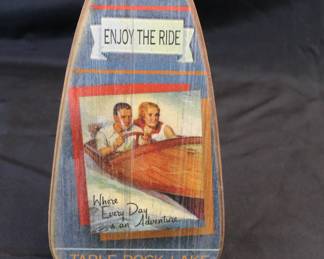 ENJOY THE RIDE
Where
Every Day
is an Adventure
TABLE ROCK LAKE